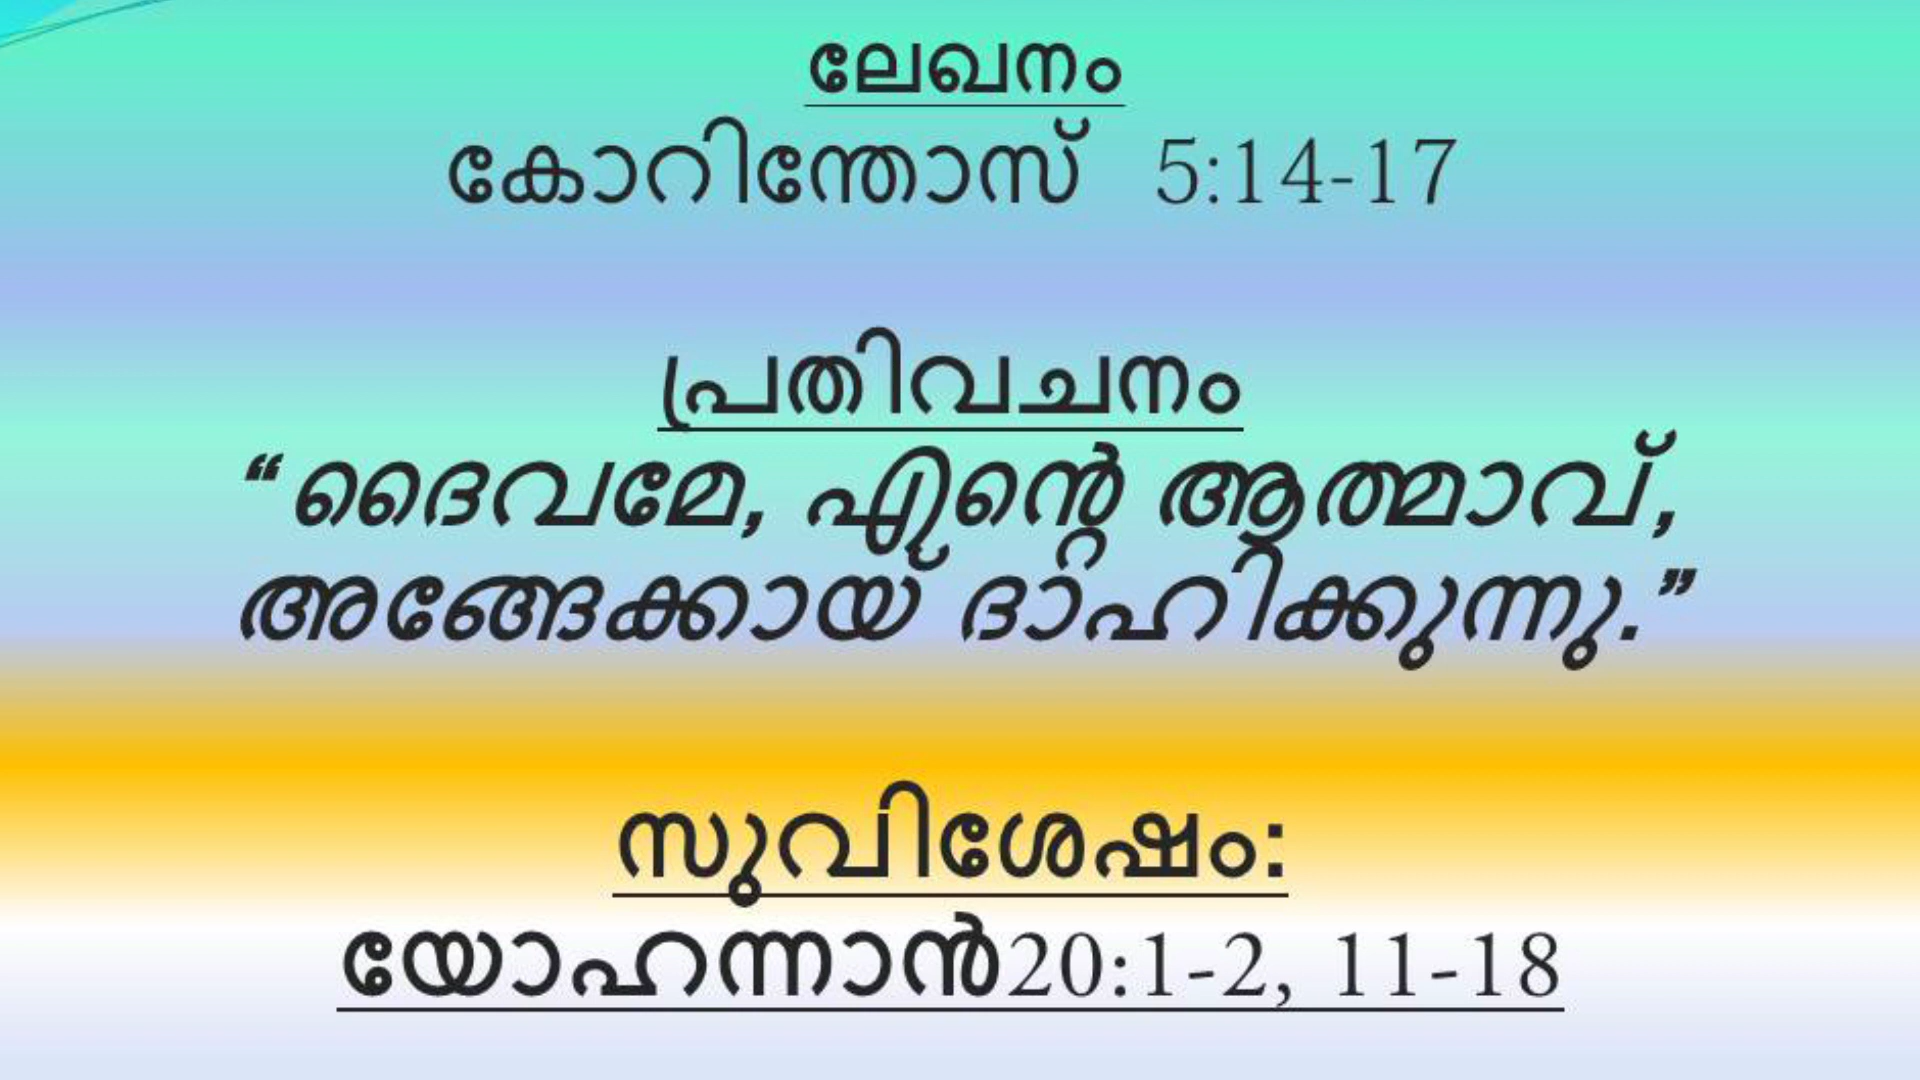 ലേഖനം
കോറിന്തോസ് 5:14-17
പ്രതിവചനം
“ ദൈവമേ, എന്റെ ആത്മാവ്,
അങ്ങേക്കായ് ദാഹിക്കുന്നു.”
സുവിശേഷം:
യോഹന്നാൻ20:1-2, 11-18